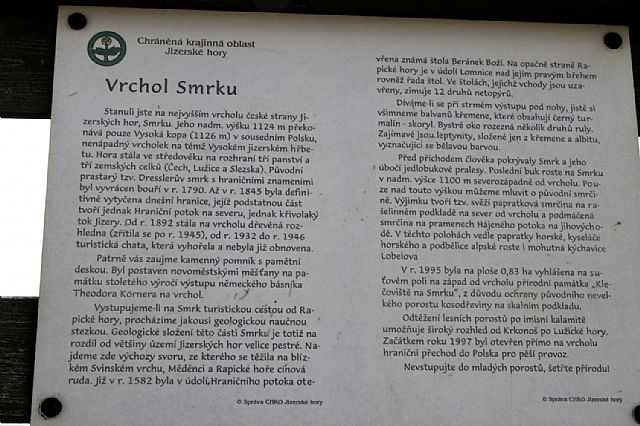 Chráněná krajinná oblast
Jizerské hory
Vrchol Smrku
Stanuli jste na nejvyšším vrcholu české strany Ji-
zerských hor, Smrku. Jeho nadm. výšku 1124 m překo-
nává pouze Vysoká kopa (1126 m) v sousedním Polsku,
nenápadný vrcholek na témž Vysokém jizerském hřbe-
tu. Hora stála ve středověku na rozhraní tří panství a
tří zemských celků (Čech, Lužice a Slezska). Původní
prastarý tzv. Dresslerův smrk s hraničními znameními
byl vyvrácen bouří v r. 1790. Až v r. 1845 byla defini-
tivně vytyčena dnešní hranice, jejíž podstatnou část
tvoří jednak Hraniční potok na severu, jednak křivolaký
tok Jizery. Od r. 1892 stála na vrcholu dřevěná roz-
hledna (zřítila se po r. 1945), od r. 1932 do r. 1946
turistická chata, která vyhořela a nebyla již obnovena.
Patrně vás zaujme kamenný pomník s pamětní
deskou. Byl postaven novoměstskými měšťany na pa-
mátku stoletého výročí výstupu německého básníka
Theodora Körnera na vrchol.
Vystupujeme-li na Smrk turistickou cestou od Ra-
pické hory, procházíme jakousi geologickou naučnou
stezkou. Geologické složení této části Smrku je totiž na
rozdíl od většiny území Jizerských hor velice pestré. Na-
jdeme zde výchozy svoru, ze kterého se těžila na blíz-
kém Svinském vrchu, Měděnci a Rapické hoře cínová
ruda. Již v r. 1582 byla v údolí Hraničního potoka ote-
© Správa CHKO Jizerské hory
vřena známá štola Beránek Boží. Na opačné straně Ra-
pické hory je v údolí Lomnice nad jejím pravým břehem
rovněž řada štol. Ve štolách, jejichž vchody jsou uza-
vřeny, zimuje 12 druhů netopýrů.
Díváme-li se při strmém výstupu pod nohy, jistě si
všimneme balvanů křemene, které obsahují černý tur-
malín - skoryl. Bystré oko rozezná několik druhů ruly.
Zajímavé jsou leptynity, složené jen z křemene a albitu,
vyznačující se bělavou barvou.
Před příchodem člověka pokrývaly Smrk a jeho
úbočí jedlobukové pralesy. Poslední buk roste na Smrku
v nadm. výšce 1100 m severozápadně od vrcholu. Pou-
ze nad touto výškou můžeme mluvit o původní smrči-
ně. Výjimku tvoří tzv. svěží papratková smrčina na ra-
šelinném podkladě na sever od vrcholu a podmáčená
smrčina na pramenech Hájeného potoka na jihovýcho-
dě. V těchto polohách vedle papratky horské, kyseláče
horského a podbělice alpské roste i mohutná kýchavice
Lobelova
V r. 1995 byla na ploše 0,83 ha vyhlášena na su-
ťovém poli na západ od vrcholu přírodní památka „Kle-
čoviště na Smrku”, z důvodu ochrany původního nevel-
kého porostu kosodřeviny na skalním podkladu.
Odtěžení lesních porostů po imisní kalamitě
umožňuje široký rozhled od Krkonoš po Lužické hory.
Začátkem roku 1997 byl otevřen přímo na vrcholu
hraniční přechod do Polska pro pěší provoz.
Nevstupujte do mladých porostů, šetřte přírodu!
© Správa CHKO Jizerské hory